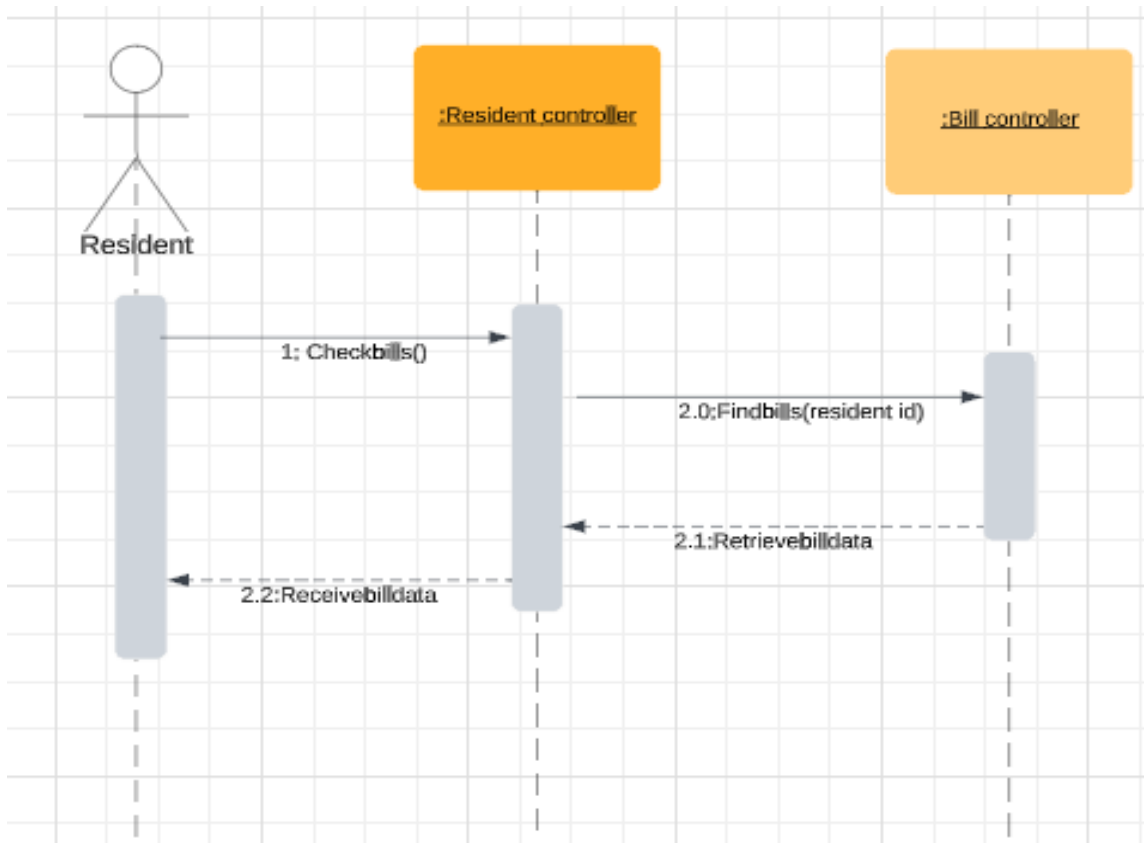 :Resident controller
:Bill controller
Resident
1; Checkbills()
2.0;Findbills(resident id)
2.1;Retrievebilldata
2.2:Receivebilldata